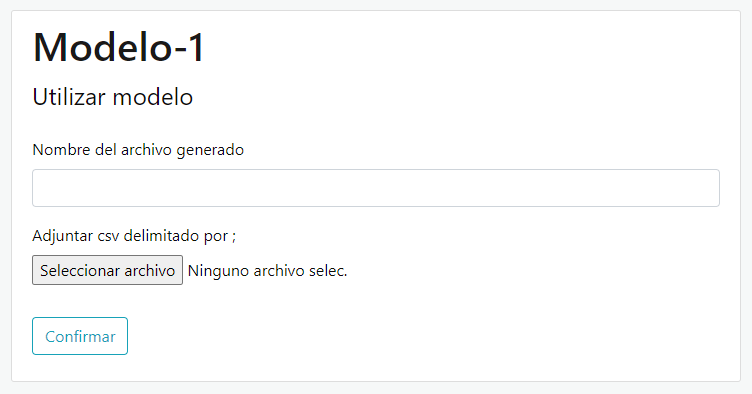 Modelo-1
Utilizar modelo
Nombre del archivo generado
Adjuntar csv delimitado por ;
Seleccionar archivo Ninguno archivo selec.
Confirmar